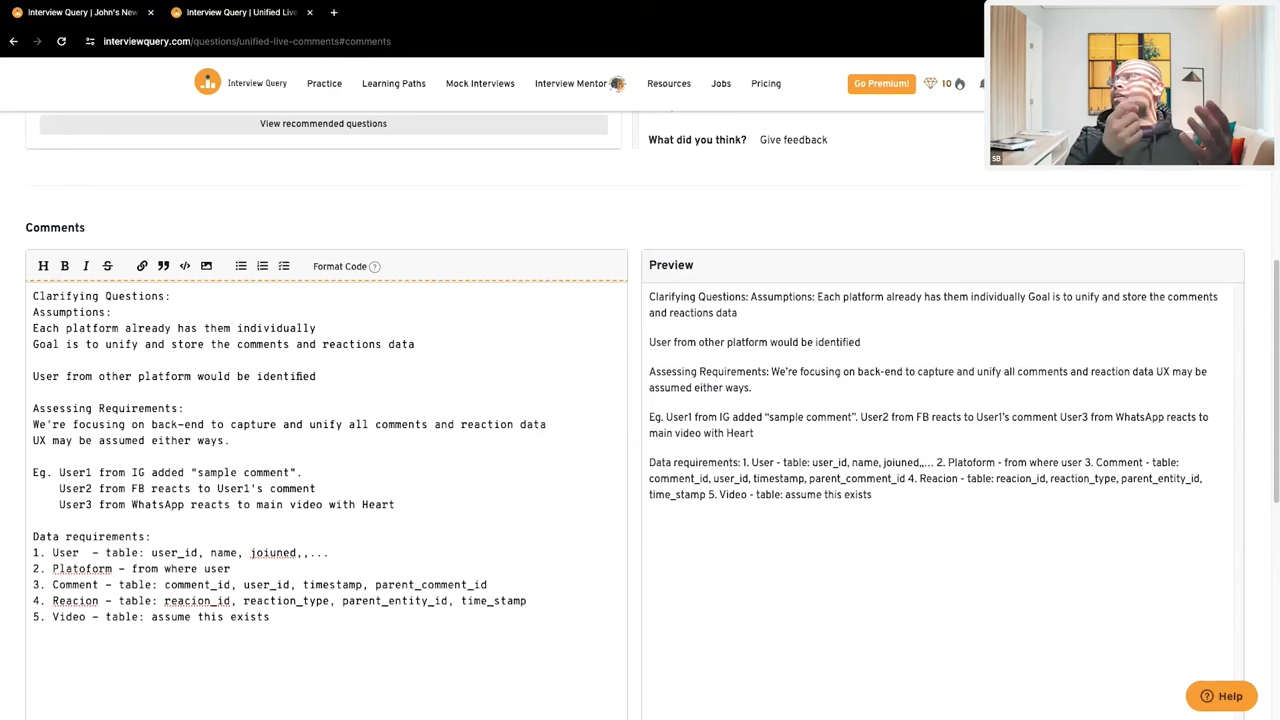 Interview Query | John's New
Interview Query | Unified Live
interviewquery.com/questions/unified-live-comments#comments
Interview Query
Practice
Learning Paths
Mock Interviews
Interview Mentor
Resources
Jobs
Pricing
Go Premium!
10
View recommended questions
What did you think? Give feedback
SB
Comments
Format Code ?
Clarifying Questions:
Assumptions:
Each platform already has them individually
Goal is to unify and store the comments and reactions data
User from other platform would be identified
Assessing Requirements:
We're focusing on back-end to capture and unify all comments and reaction data
UX may be assumed either ways.
Eg. User1 from IG added "sample comment".
User2 from FB reacts to User1's comment
User3 from WhatsApp reacts to main video with Heart
Data requirements:
1. User - table: user_id, name, joiuned,,...
2. Platoform - from where user
3. Comment - table: comment_id, user_id, timestamp, parent_comment_id
4. Reacion - table: reacion_id, reaction_type, parent_entity_id, time_stamp
5. Video - table: assume this exists
Preview
Clarifying Questions: Assumptions: Each platform already has them individually Goal is to unify and store the comments
and reactions data
User from other platform would be identified
Assessing Requirements: We're focusing on back-end to capture and unify all comments and reaction data UX may be
assumed either ways.
Eg. User1 from IG added “sample comment”. User2 from FB reacts to User1's comment User3 from WhatsApp reacts to
main video with Heart
Data requirements: 1. User - table: user_id, name, joiuned,,... 2. Platoform - from where user 3. Comment - table:
comment_id, user_id, timestamp, parent_comment_id 4. Reacion - table: reacion_id, reaction_type, parent_entity_id,
time_stamp 5. Video - table: assume this exists
Help